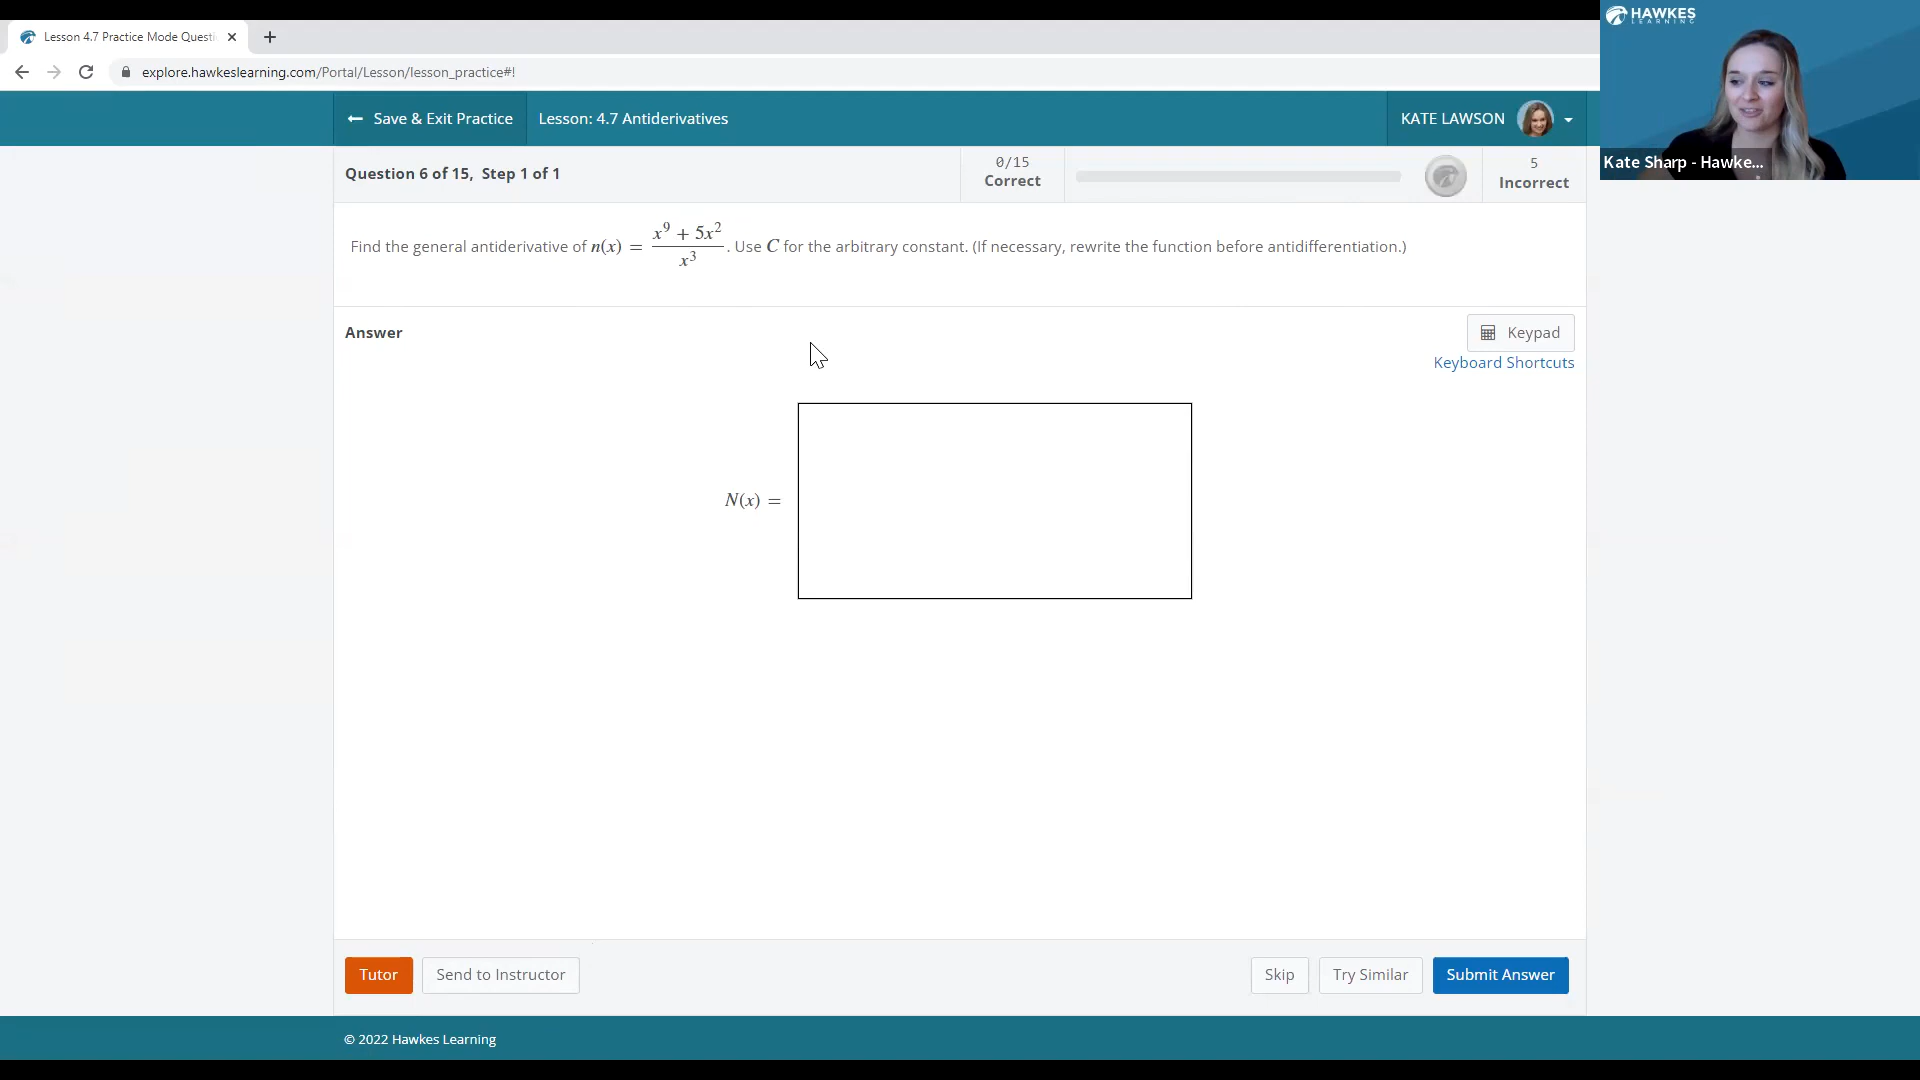 Lesson 4.7 Practice Mode Questi
explore.hawkeslearning.com/Portal/Lesson/lesson_practice#!
HAWKES
LEARNING
Kate Sharp - Hawke...
← Save & Exit Practice
Lesson: 4.7 Antiderivatives
KATE LAWSON
Question 6 of 15, Step 1 of 1
0/15
Correct
5
Incorrect
Find the general antiderivative of n(x) = (x^9 + 5x^2)/x^3. Use C for the arbitrary constant. (If necessary, rewrite the function before antidifferentiation.)
Answer
Keypad
Keyboard Shortcuts
N(x) =
Tutor
Send to Instructor
Skip
Try Similar
Submit Answer
© 2022 Hawkes Learning